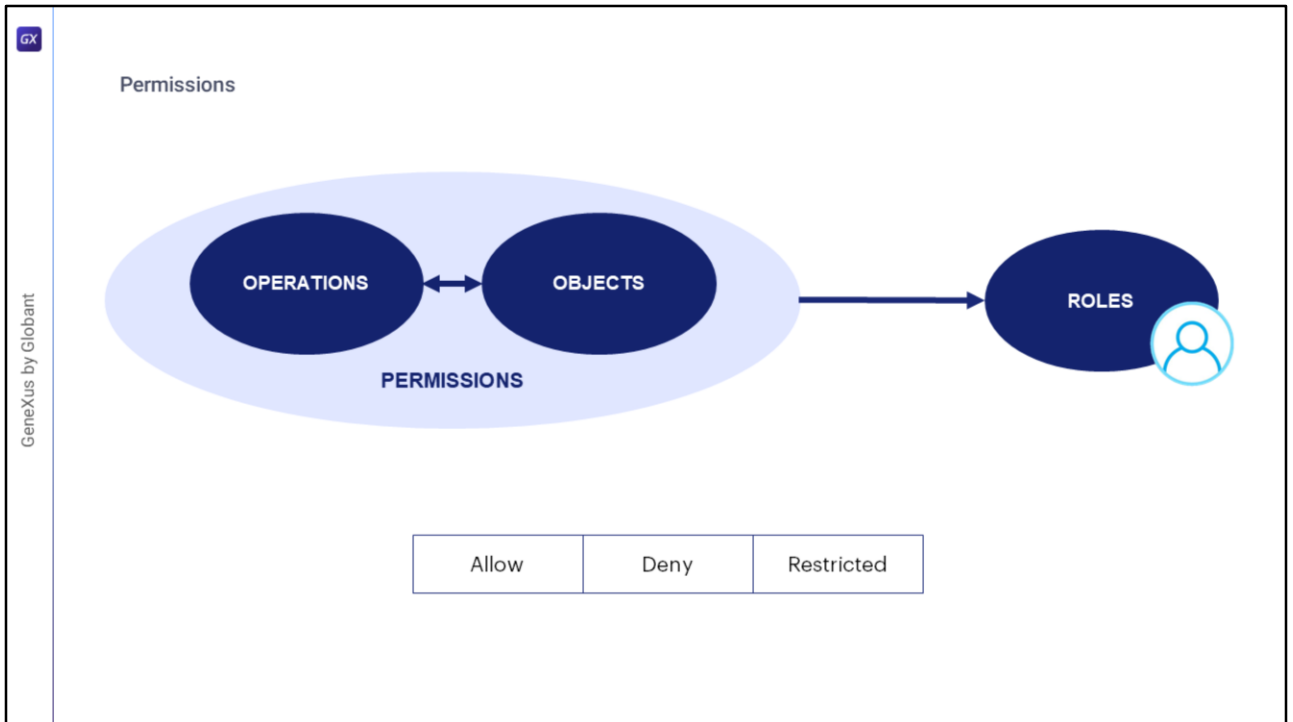 GX
Permissions
OPERATIONS
OBJECTS
PERMISSIONS
ROLES
Allow
Deny
Restricted
GeneXus by Globant